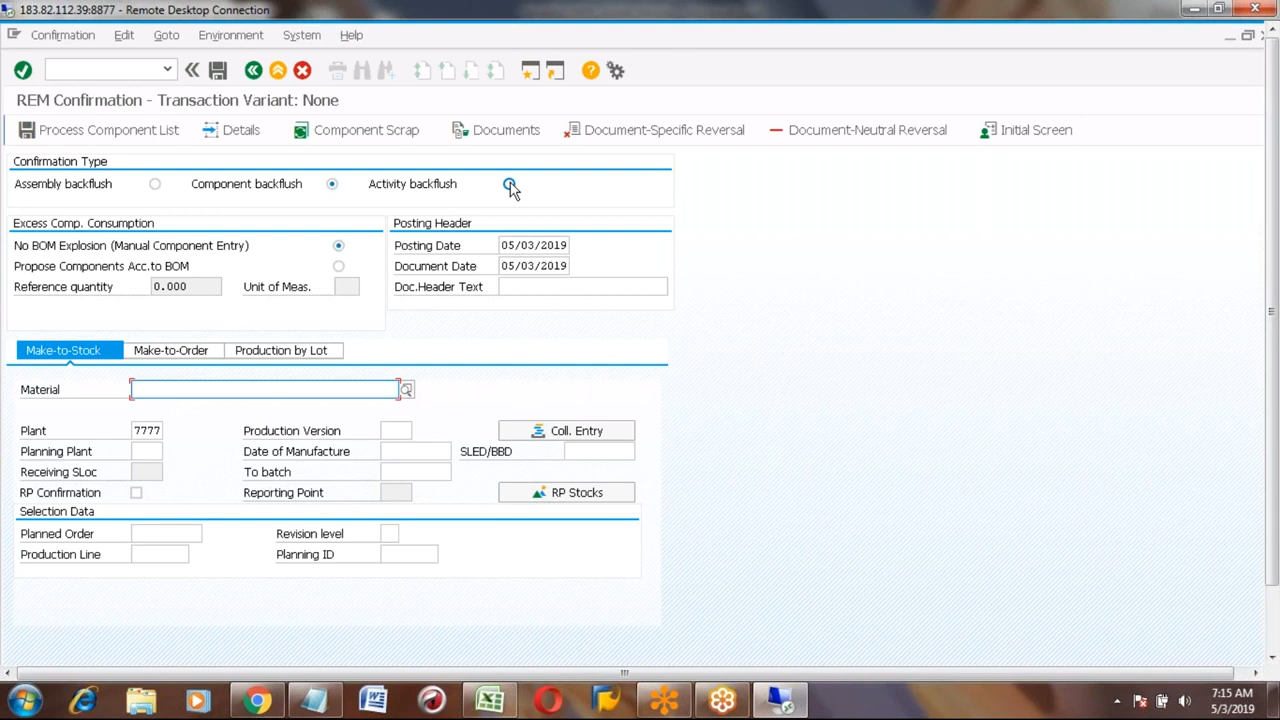 183.82.112.39:8877 - Remote Desktop Connection
Confirmation Edit Goto Environment System Help
REM Confirmation - Transaction Variant: None
Process Component List Details Component Scrap Documents Document-Specific Reversal Document-Neutral Reversal Initial Screen
Confirmation Type
Assembly backflush Component backflush Activity backflush
Excess Comp. Consumption Posting Header
No BOM Explosion (Manual Component Entry) Posting Date 05/03/2019
Propose Components Acc.to BOM Document Date 05/03/2019
Reference quantity 0.000 Unit of Meas. Doc.Header Text
Make-to-Stock Make-to-Order Production by Lot
Material
Plant 7777 Production Version Coll. Entry
Planning Plant Date of Manufacture SLED/BBD
Receiving SLoc To batch
RP Confirmation Reporting Point RP Stocks
Selection Data
Planned Order Revision level
Production Line Planning ID
7:15 AM
5/3/2019